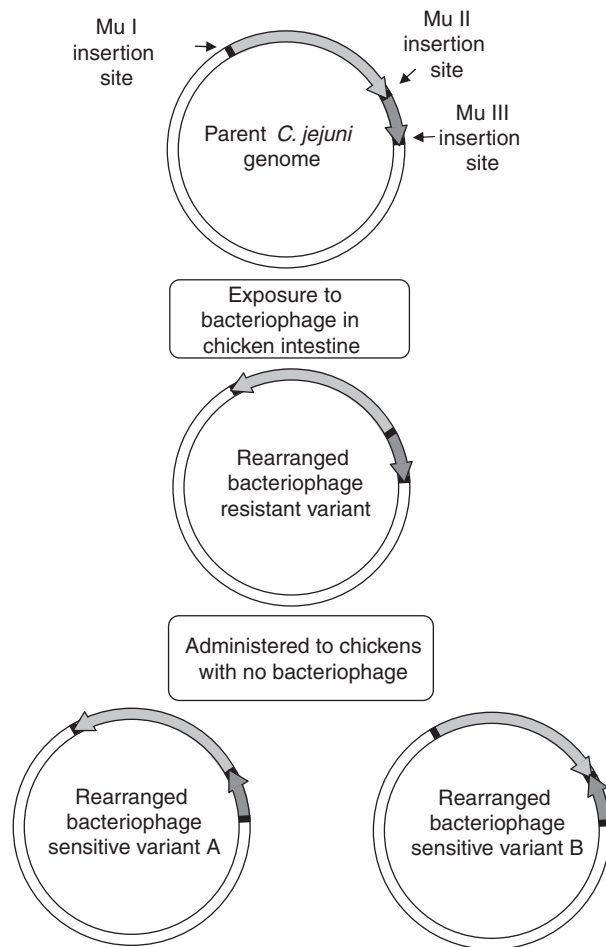 Mu I
insertion
site
Mu II
insertion
site
Mu III
insertion
site
Parent C. jejuni
genome
Exposure to
bacteriophage in
chicken intestine
Rearranged
bacteriophage
resistant variant
Administered to chickens
with no bacteriophage
Rearranged
bacteriophage
sensitive variant A
Rearranged
bacteriophage
sensitive variant B